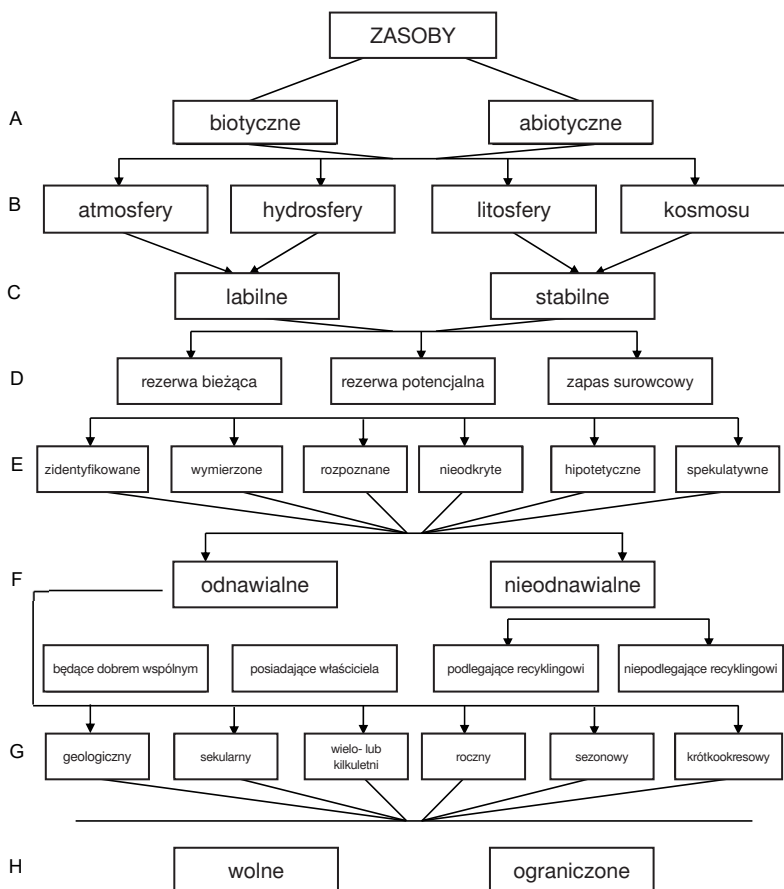 ZASOBY
A
biotyczne
abiotyczne
B
atmosfery
hydrosfery
litosfery
kosmosu
C
labilne
stabilne
D
rezerwa bieżąca
rezerwa potencjalna
zapas surowcowy
E
zidentyfikowane
wymierzone
rozpoznane
nieodkryte
hipotetyczne
spekulatywne
F
odnawialne
nieodnawialne
będące dobrem wspólnym
posiadające właściciela
podlegające recyklingowi
niepodlegające recyklingowi
G
geologiczny
sekularny
wielo- lub
kilkuletni
roczny
sezonowy
krótkookresowy
H
wolne
ograniczone